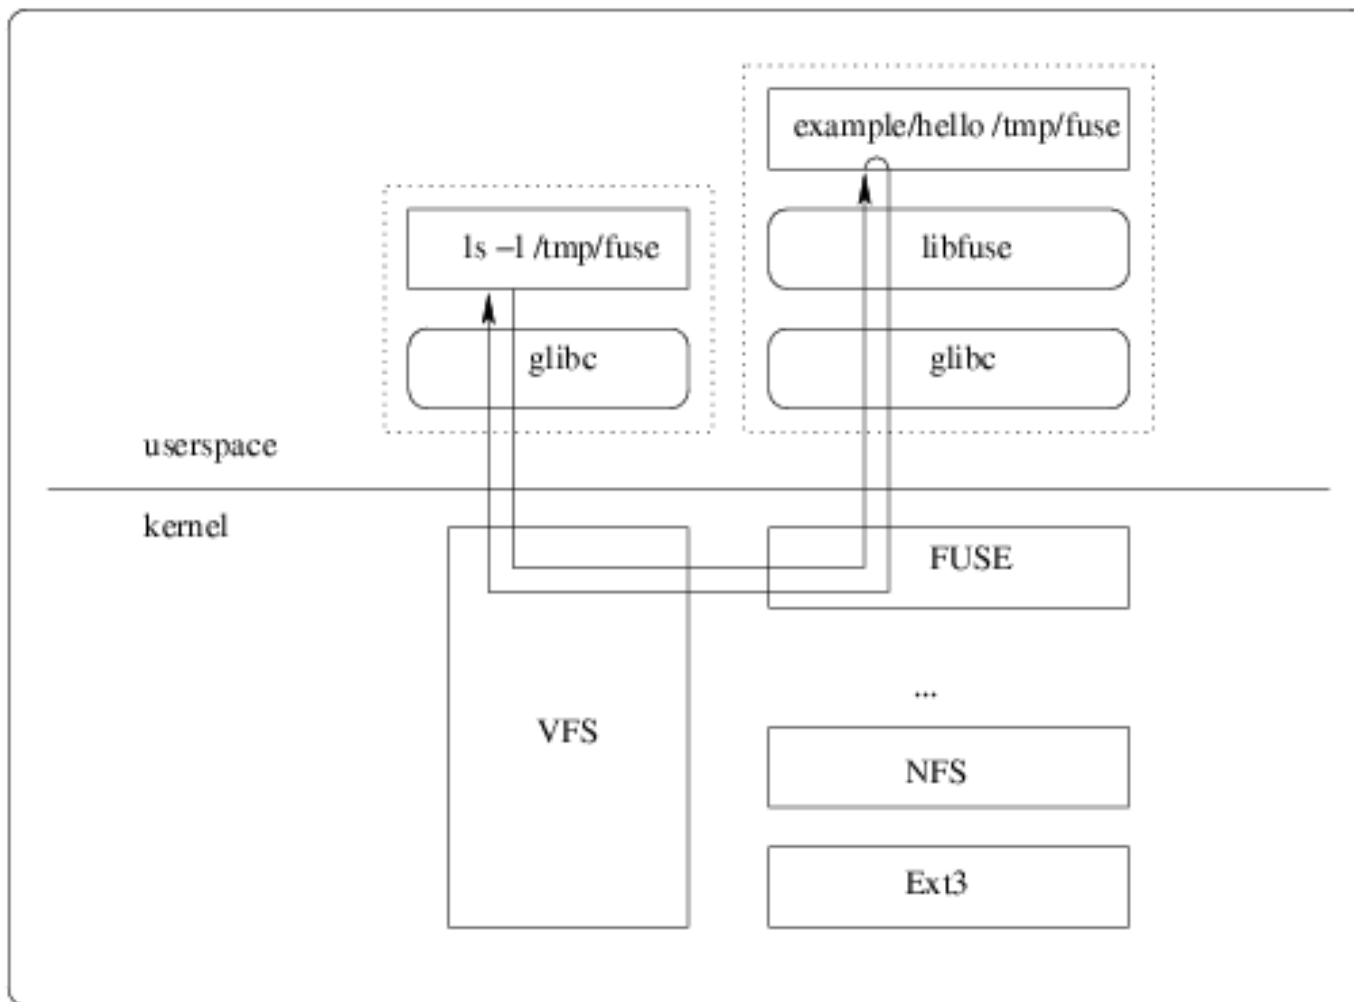 example/hello /tmp/fuse
ls –l /tmp/fuse
libfuse
glibc
glibc
userspace
kernel
FUSE
...
VFS
NFS
Ext3